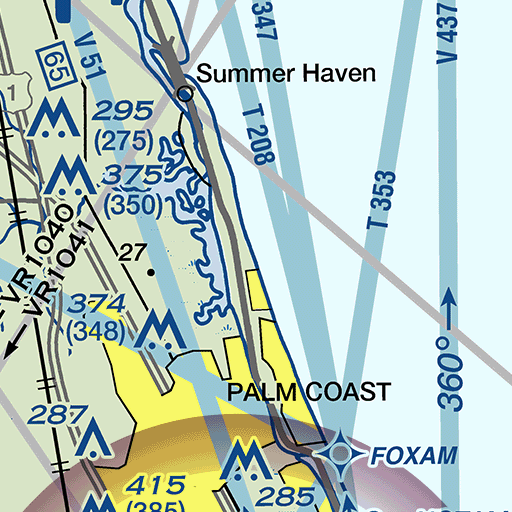 347
V 437
V 51
65
1
Summer Haven
295
(275)
T 208
375
(350)
T 353
VR1040
VR1041
27
374
(348)
360°
PALM COAST
287
FOXAM
415
(385)
285